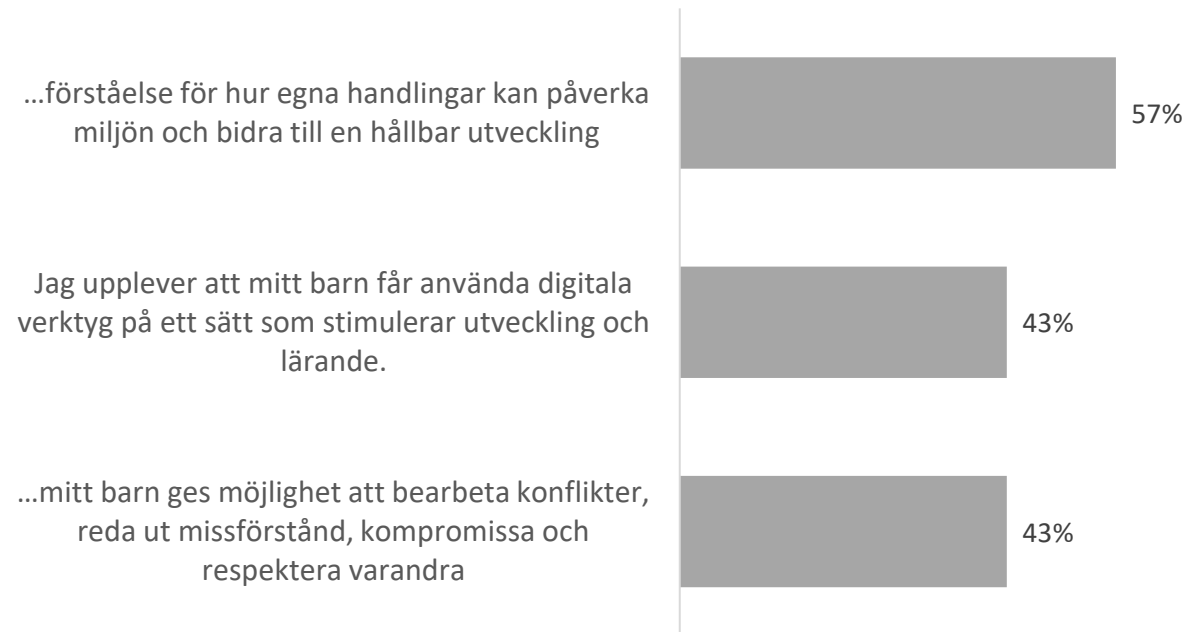 ...förståelse för hur egna handlingar kan påverka
miljön och bidra till en hållbar utveckling
57%
Jag upplever att mitt barn får använda digitala
verktyg på ett sätt som stimulerar utveckling och
lärande.
43%
...mitt barn ges möjlighet att bearbeta konflikter,
reda ut missförstånd, kompromissa och
respektera varandra
43%